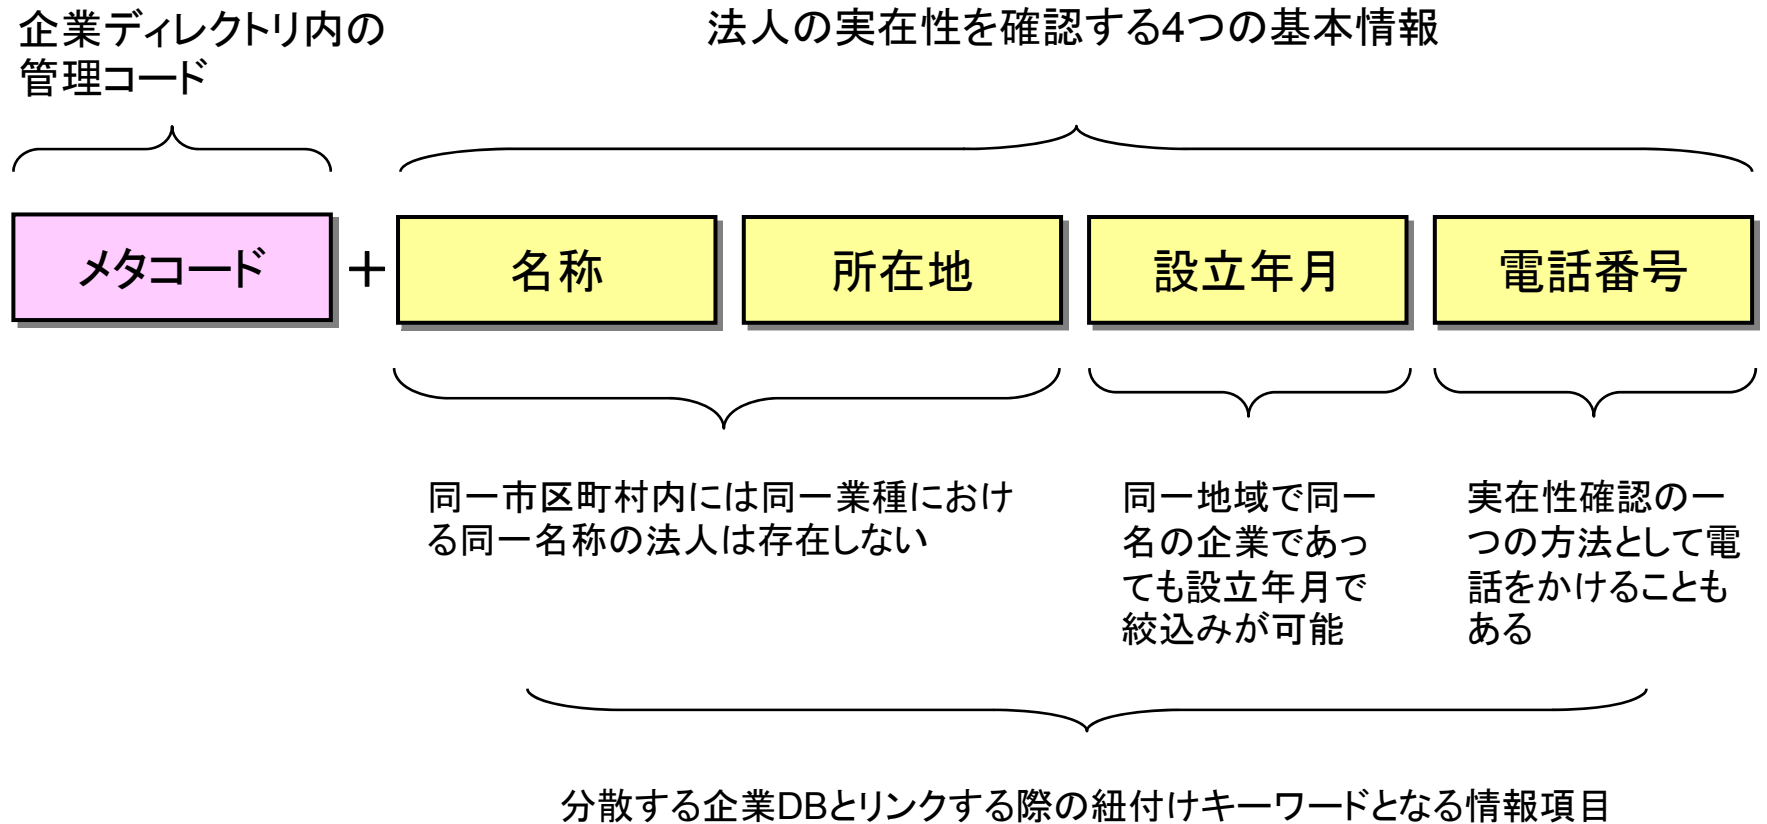 企業ディレクトリ内の
管理コード
法人の実在性を確認する4つの基本情報
メタコード
+
名称
所在地
設立年月
電話番号
同一市区町村内には同一業種におけ
る同一名称の法人は存在しない
同一地域で同一
名の企業であっ
ても設立年月で
絞込みが可能
実在性確認の一
つの方法として電
話をかけることも
ある
分散する企業DBとリンクする際の紐付けキーワードとなる情報項目